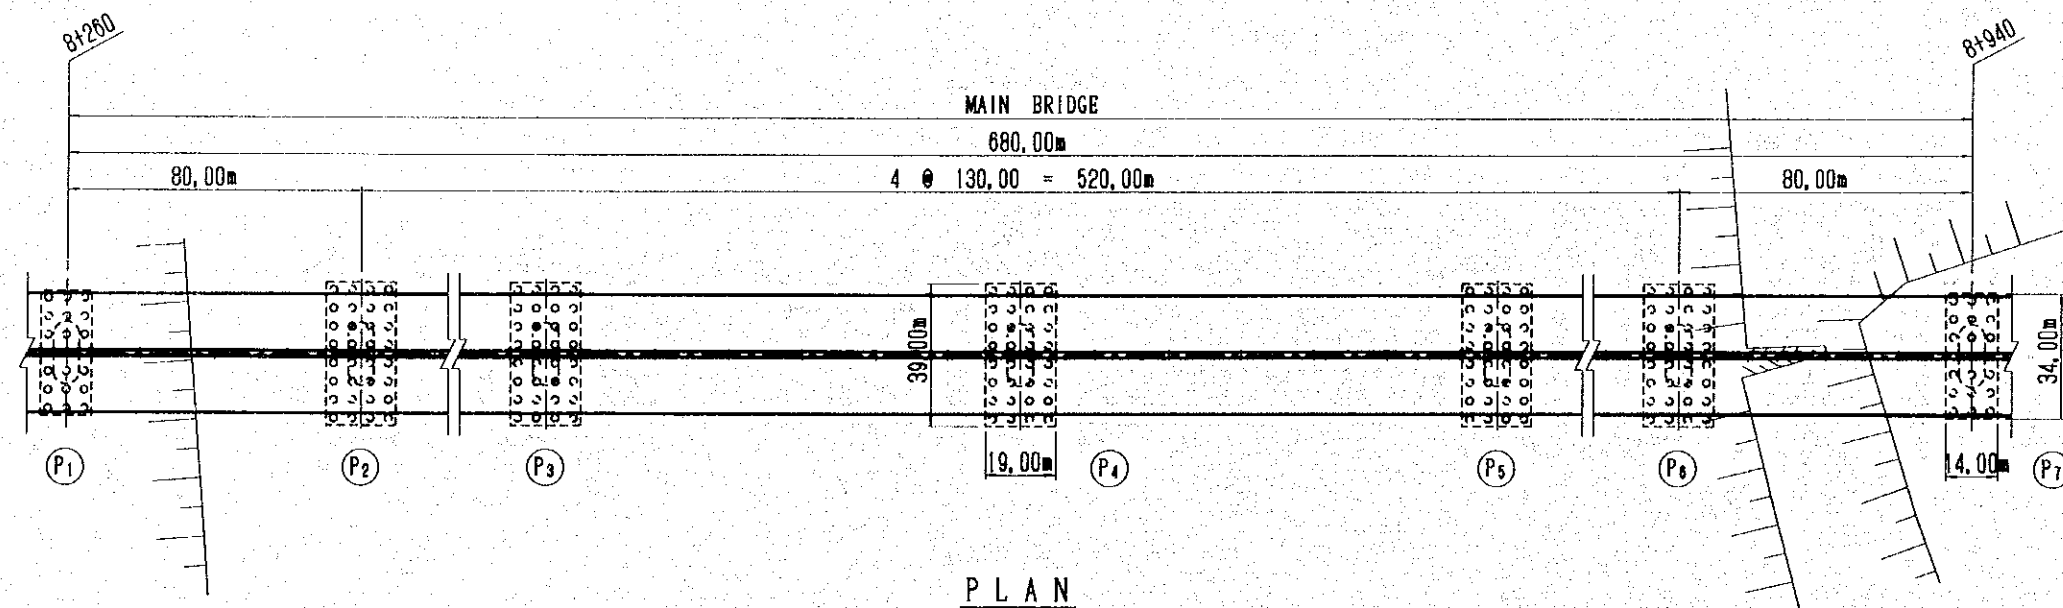 8+260
8+940
MAIN BRIDGE
680,00m
80,00m
4 @ 130,00 = 520,00m
80,00m
39,00m
34,00m
19,00m
14,00m
P1
P2
P3
P4
P5
P6
P7
PLAN